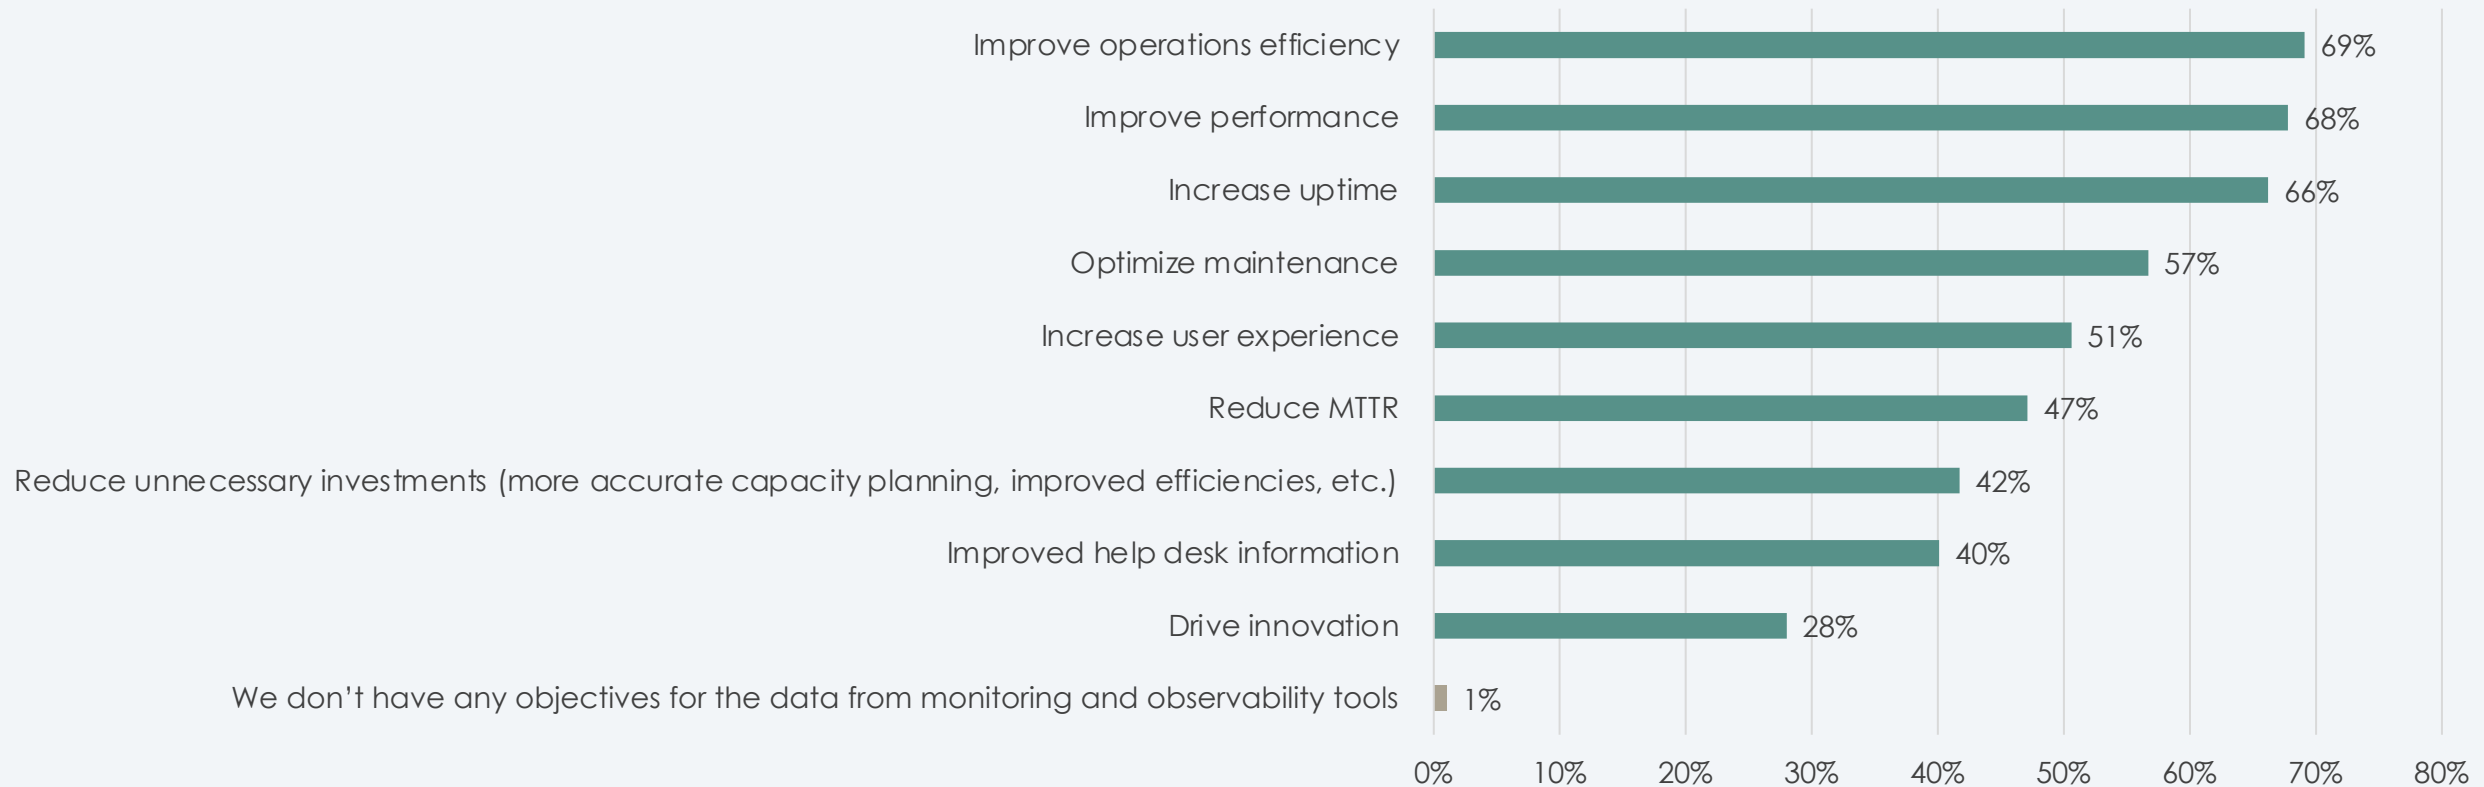 Improve operations efficiency 69%
Improve performance 68%
Increase uptime 66%
Optimize maintenance 57%
Increase user experience 51%
Reduce MTTR 47%
Reduce unnecessary investments (more accurate capacity planning, improved efficiencies, etc.) 42%
Improved help desk information 40%
Drive innovation 28%
We don’t have any objectives for the data from monitoring and observability tools 1%
0% 10% 20% 30% 40% 50% 60% 70% 80%